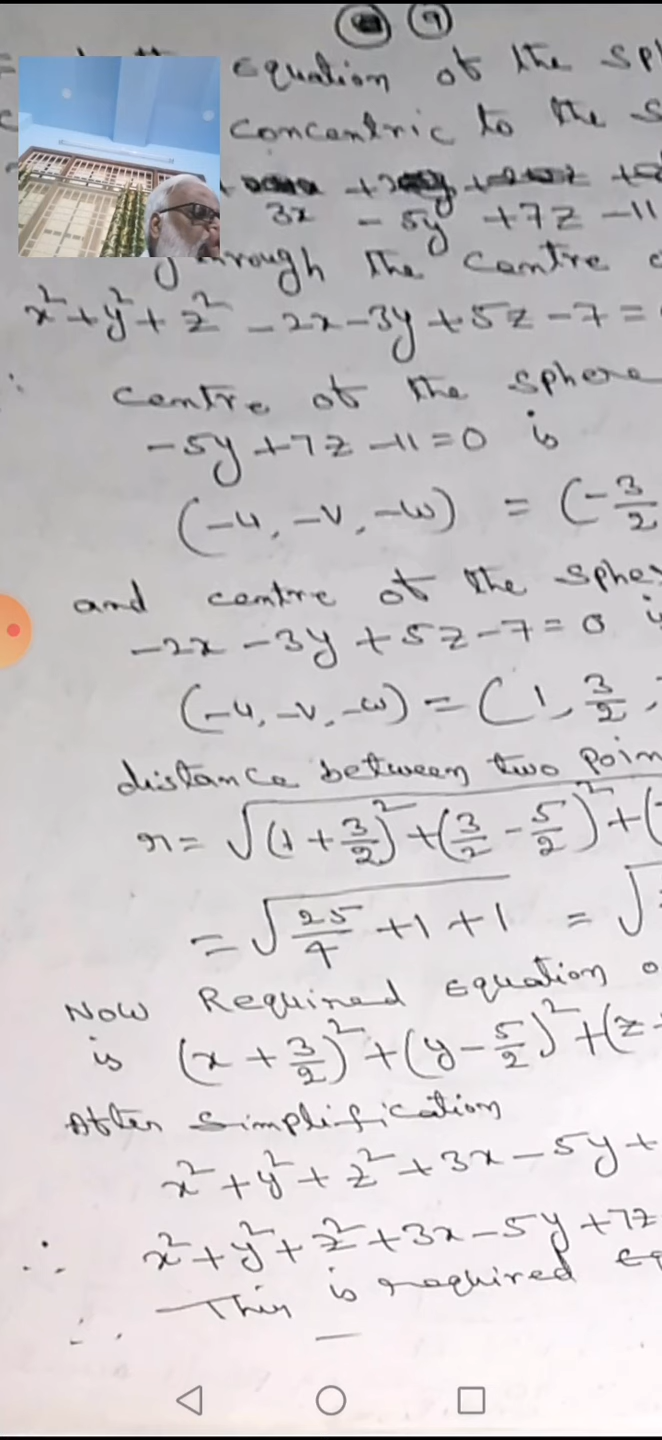 9
Equation of the
concentric to the
3x - 5y + 7z - 11
through the centre
x² + y² + z² - 2x - 3y + 5z - 7 =
centre of the sphere
-5y + 7z - 11 = 0 is
(-u, -v, -w) = (-3/2
and centre of the
-2x - 3y + 5z - 7 = 0
(-u, -v, -w) = (1, 3/2,
distance between two
r = √(1 + 3/2)² + (3/2 - 5/2)² + (
= √25/4 + 1 + 1 = √
Now Required Equation
is (x + 3/2)² + (y - 5/2)² + (z
After simplification
x² + y² + z² + 3x - 5y +
∴ x² + y² + z² + 3x - 5y + 7z
∴ This is required